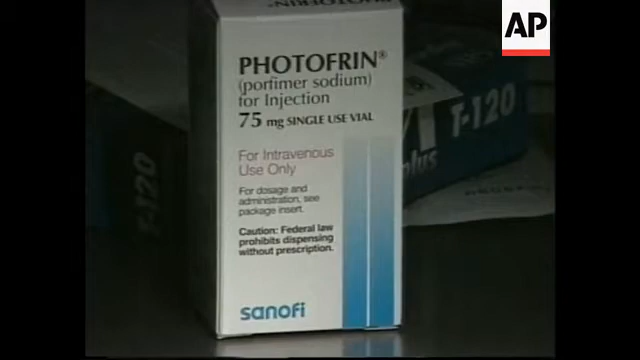 AP
PHOTOFRIN®
(porfimer sodium)
for Injection
75 mg SINGLE USE VIAL
For Intravenous
Use Only
For dosage and
administration, see
package insert.
Caution: Federal law
prohibits dispensing
without prescription.
sanofi
T-120
plus
T-120